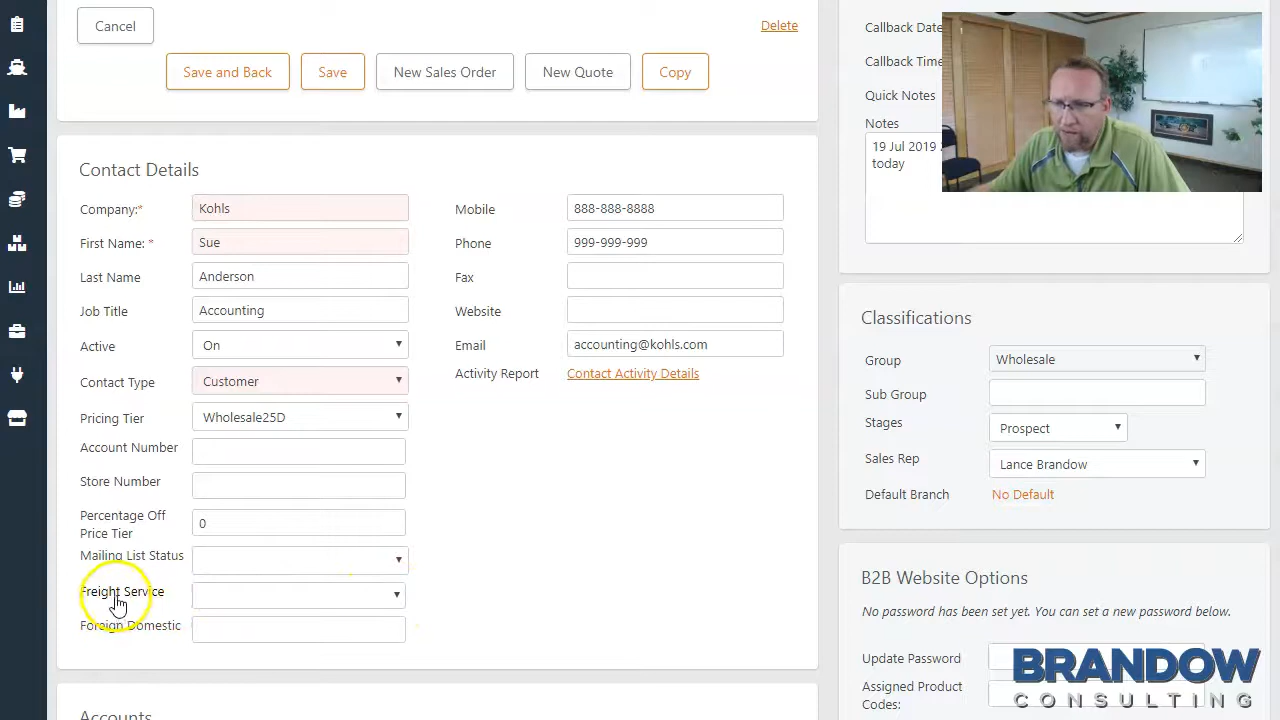 Cancel
Delete
Save and Back
Save
New Sales Order
New Quote
Copy
Contact Details
Company:*
Kohls
First Name: *
Sue
Last Name
Anderson
Job Title
Accounting
Active
On
Contact Type
Customer
Pricing Tier
Wholesale25D
Account Number
Store Number
Percentage Off
Price Tier
0
Mailing List Status
Freight Service
Foreign Domestic
Mobile
888-888-8888
Phone
999-999-999
Fax
Website
Email
accounting@kohls.com
Activity Report
Contact Activity Details
Accounts
Callback Date
Callback Time
Quick Notes
Notes
19 Jul 2019
today
Classifications
Group
Wholesale
Sub Group
Stages
Prospect
Sales Rep
Lance Brandow
Default Branch
No Default
B2B Website Options
No password has been set yet. You can set a new password below.
Update Password
Assigned Product
Codes:
BRANDOW
CONSULTING